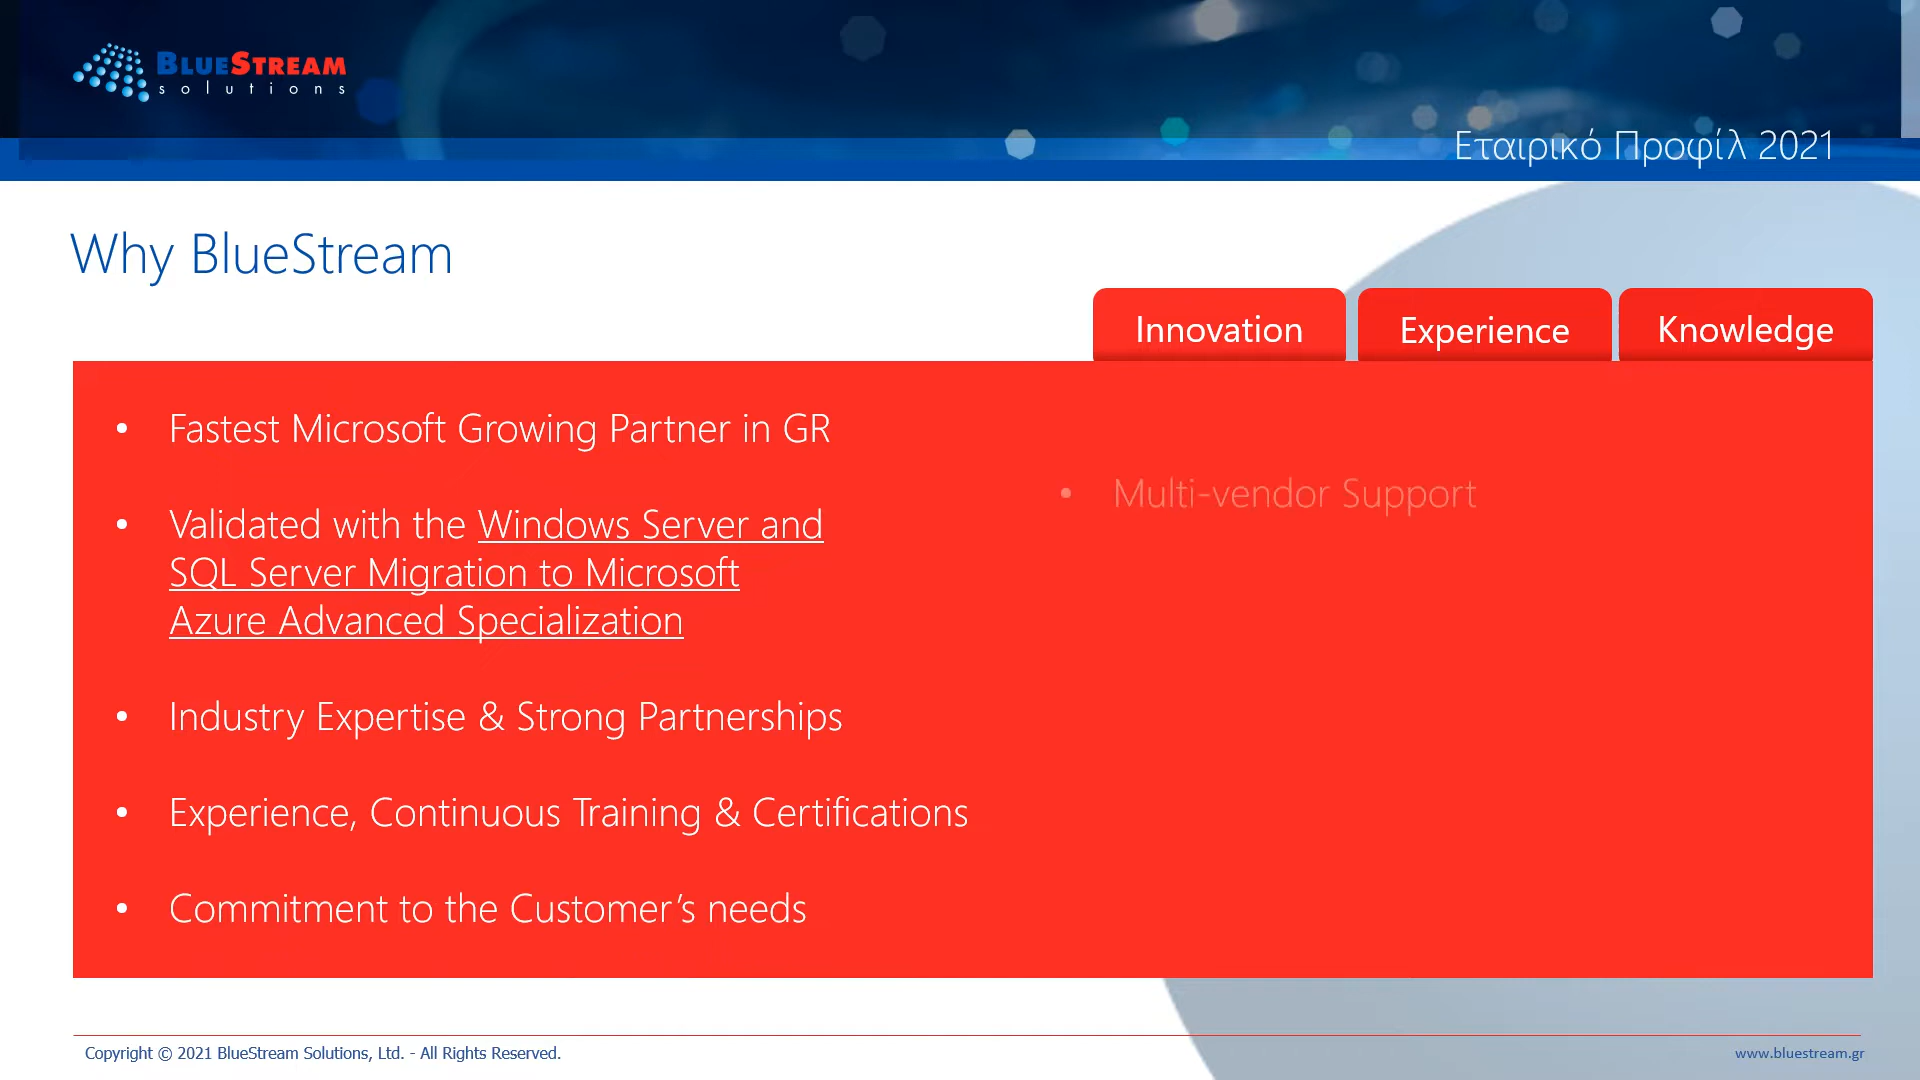 BLUESTREAM
solutions
Εταιρικό Προφίλ 2021
Why BlueStream
Innovation
Experience
Knowledge
• Fastest Microsoft Growing Partner in GR
• Validated with the Windows Server and
SQL Server Migration to Microsoft
Azure Advanced Specialization
• Industry Expertise & Strong Partnerships
• Experience, Continuous Training & Certifications
• Commitment to the Customer’s needs
• Multi-vendor Support
Copyright © 2021 BlueStream Solutions, Ltd. - All Rights Reserved.
www.bluestream.gr